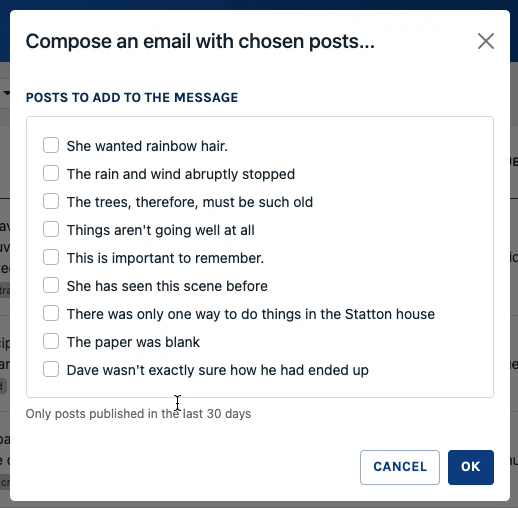 Compose an email with chosen posts...
POSTS TO ADD TO THE MESSAGE
She wanted rainbow hair.
The rain and wind abruptly stopped
The trees, therefore, must be such old
Things aren't going well at all
This is important to remember.
She has seen this scene before
There was only one way to do things in the Statton house
The paper was blank
Dave wasn't exactly sure how he had ended up
Only posts published in the last 30 days
CANCEL
OK